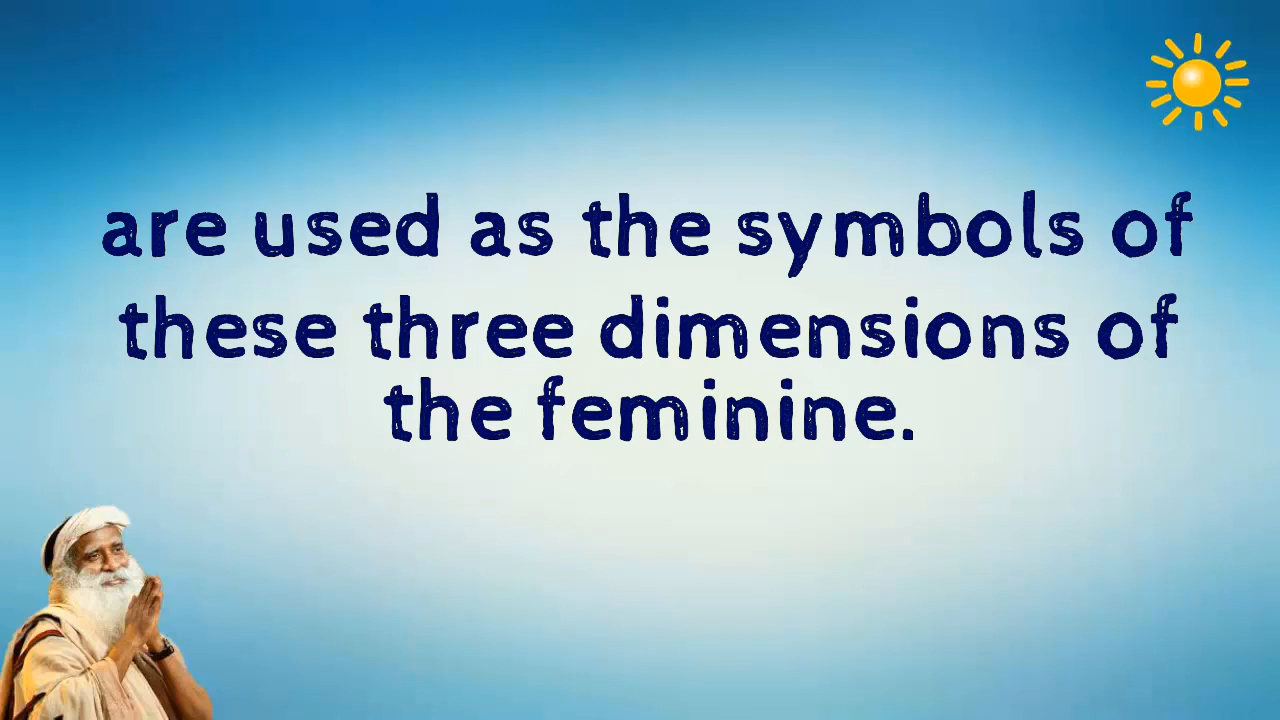 are used as the symbols of
these three dimensions of
the feminine.